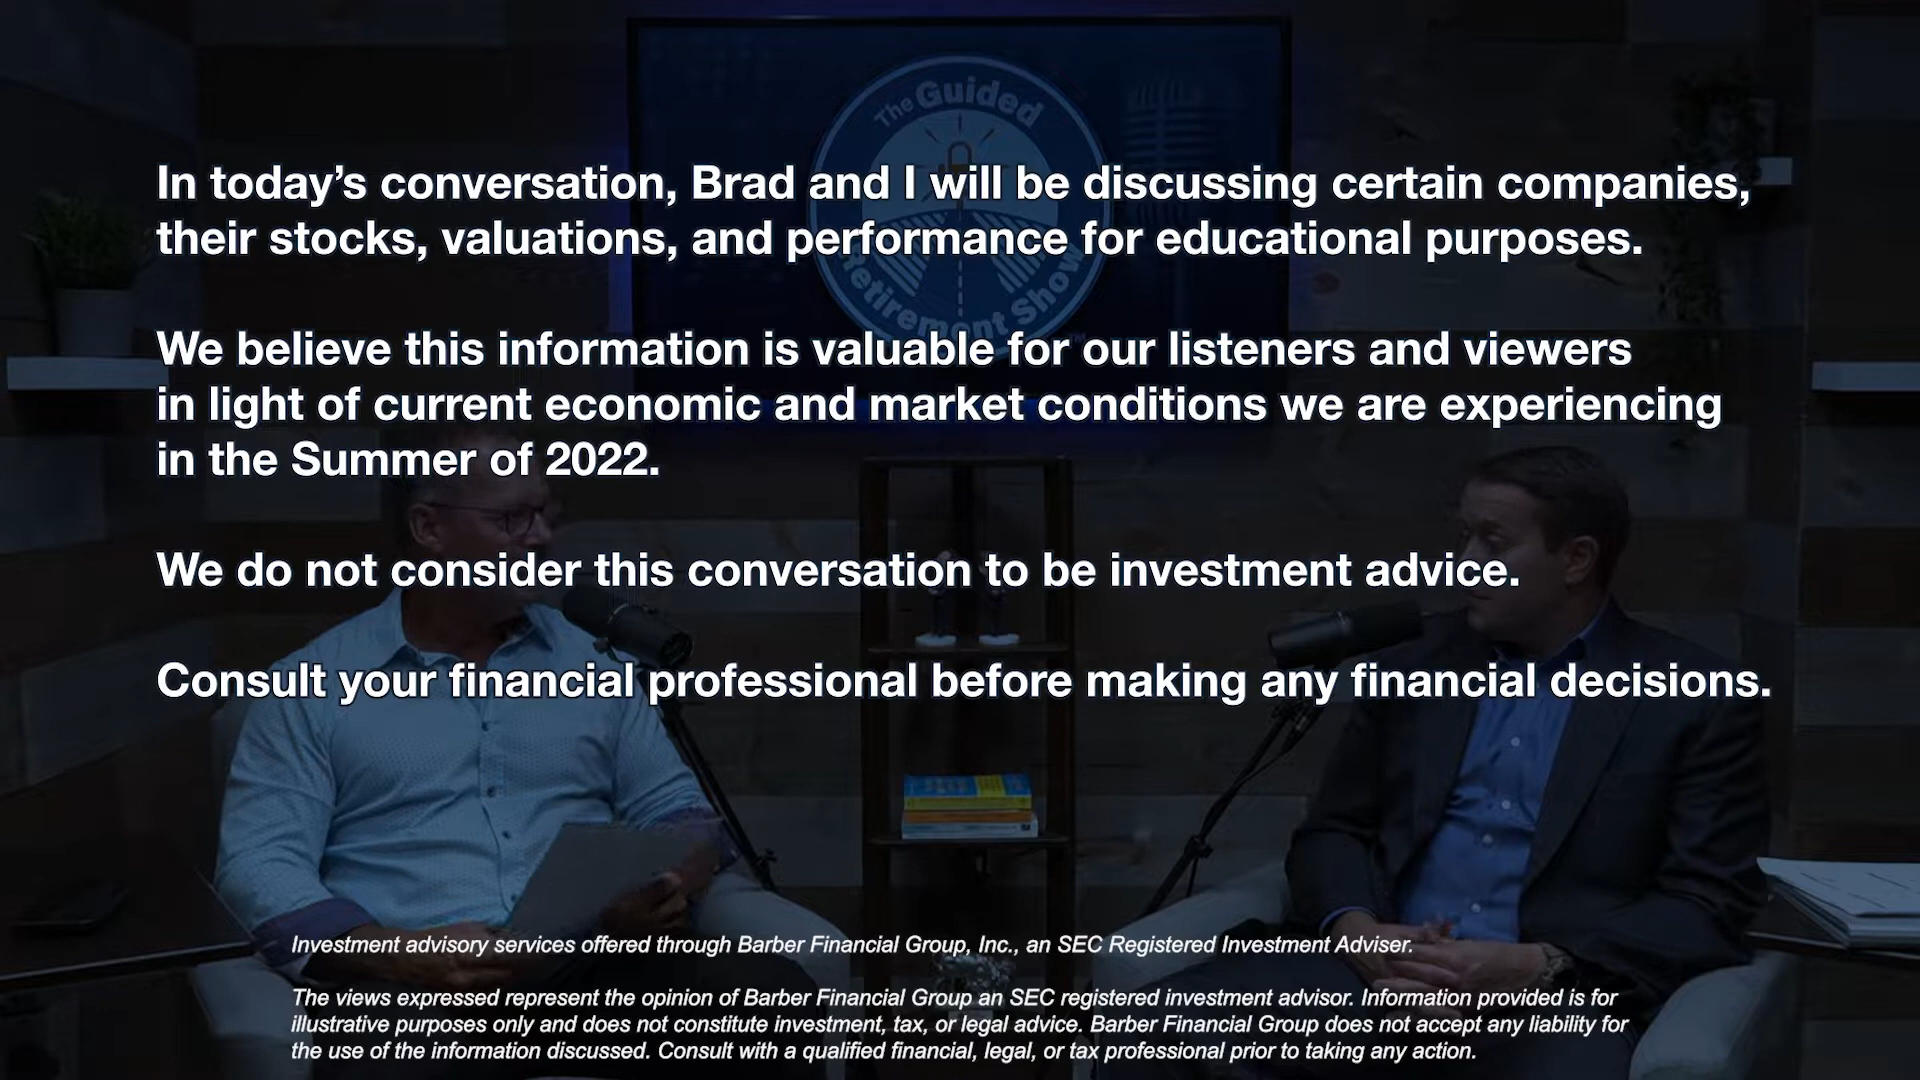 The Guided
Retirement Show
In today’s conversation, Brad and I will be discussing certain companies,
their stocks, valuations, and performance for educational purposes.
We believe this information is valuable for our listeners and viewers
in light of current economic and market conditions we are experiencing
in the Summer of 2022.
We do not consider this conversation to be investment advice.
Consult your financial professional before making any financial decisions.
Investment advisory services offered through Barber Financial Group, Inc., an SEC Registered Investment Adviser.
The views expressed represent the opinion of Barber Financial Group an SEC registered investment advisor. Information provided is for
illustrative purposes only and does not constitute investment, tax, or legal advice. Barber Financial Group does not accept any liability for
the use of the information discussed. Consult with a qualified financial, legal, or tax professional prior to taking any action.